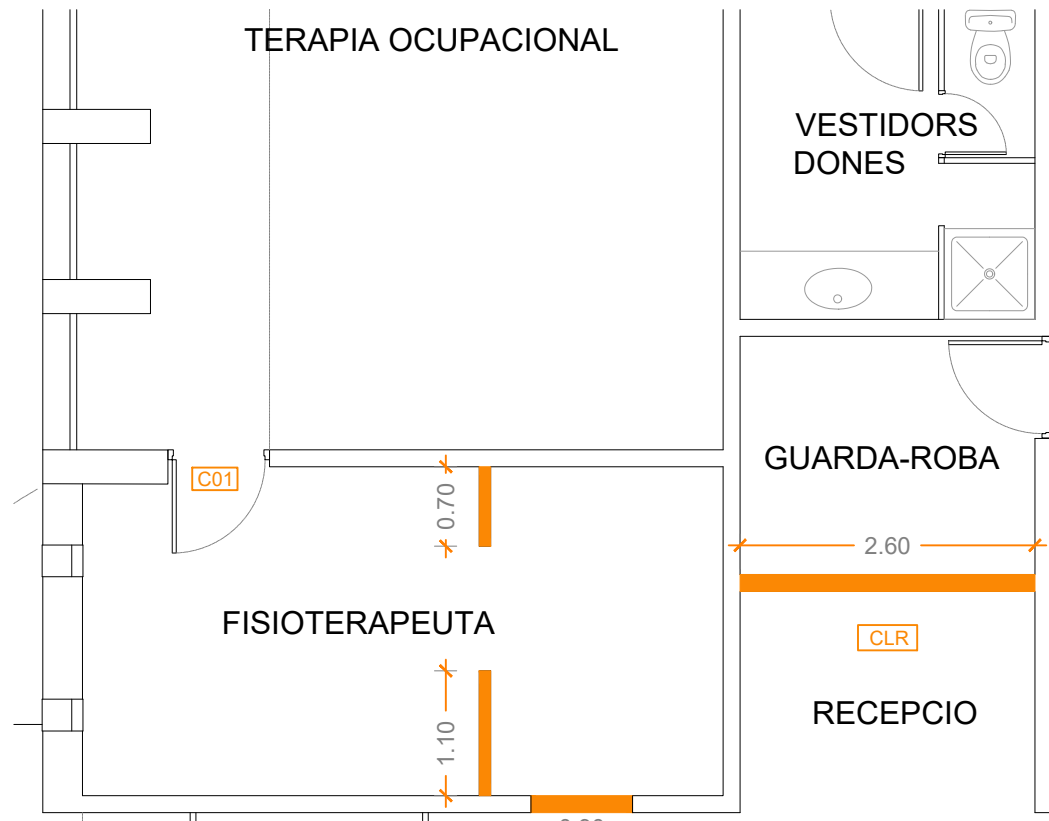 TERAPIA OCUPACIONAL
VESTIDORS
DONES
GUARDA-ROBA
C01
0.70
2.60
FISIOTERAPEUTA
CLR
RECEPCIO
1.10